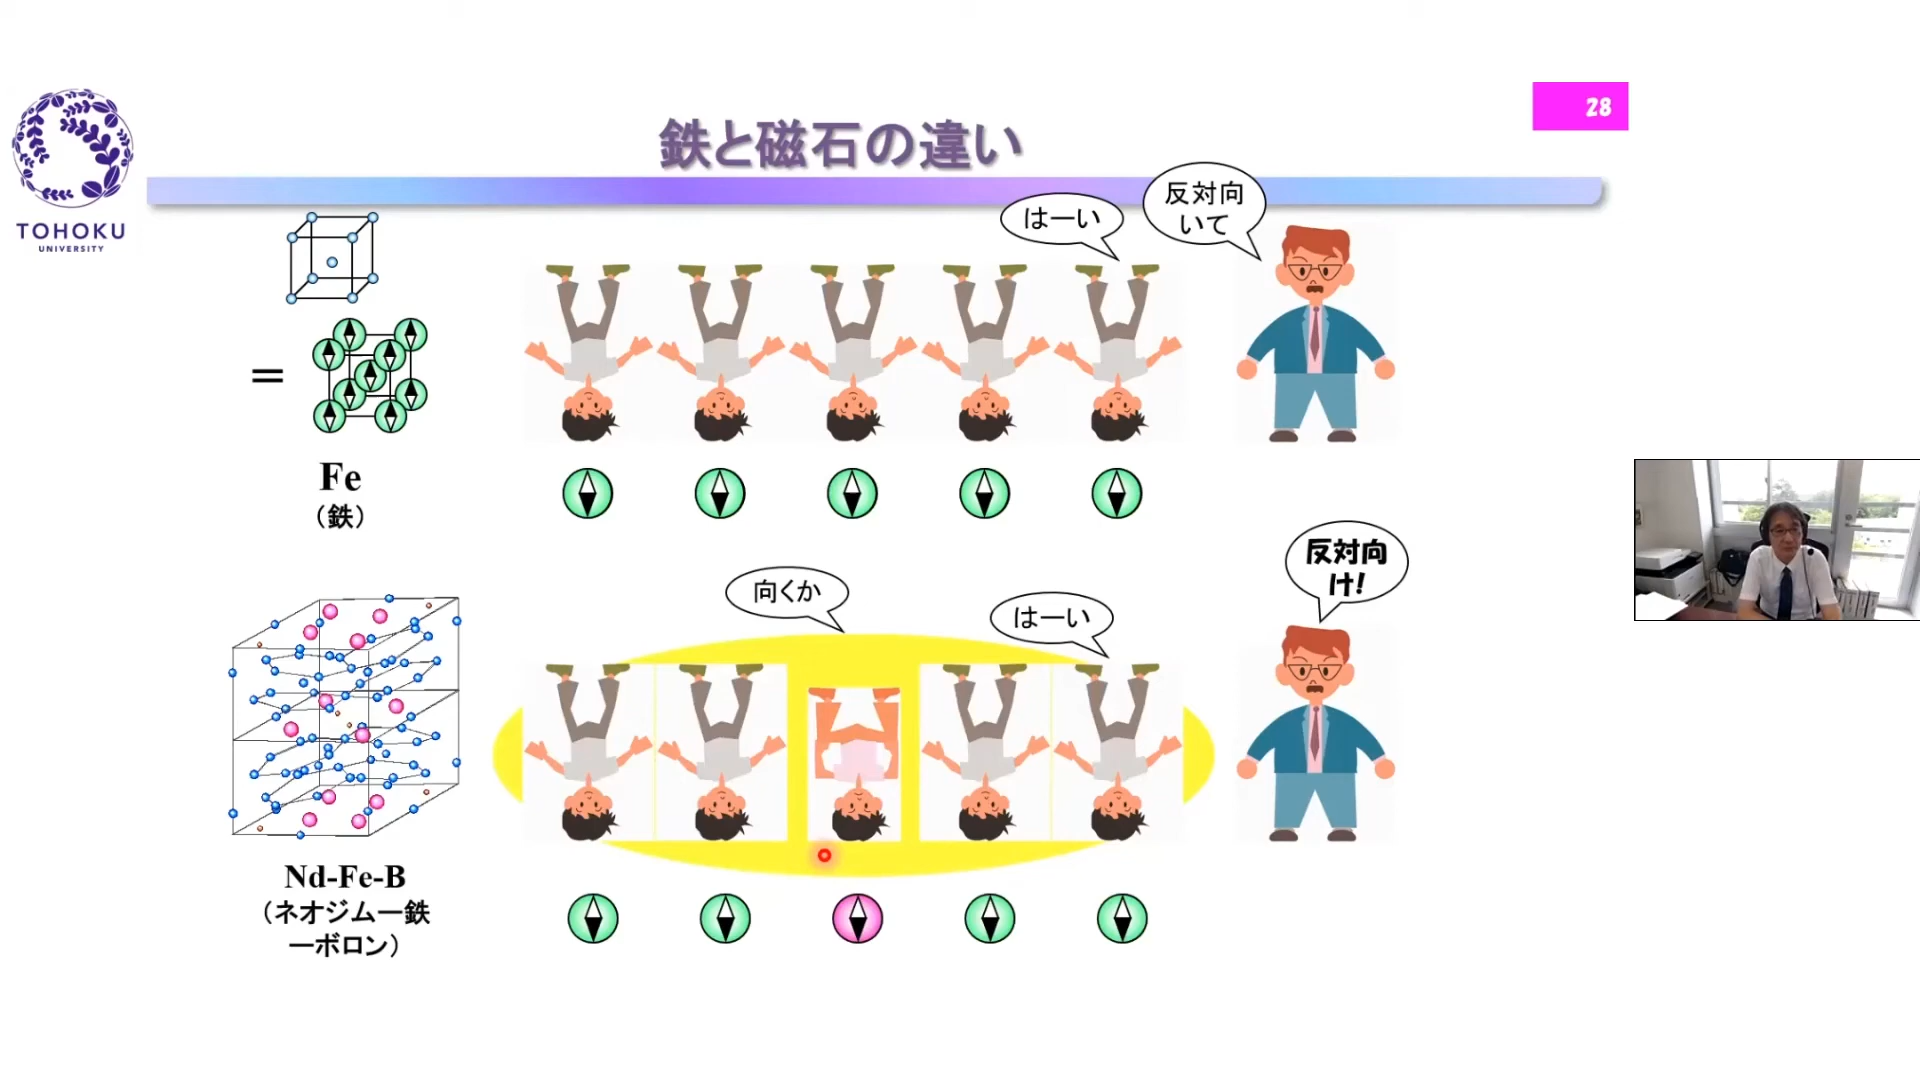 28
鉄と磁石の違い
TOHOKU
UNIVERSITY
はーい
反対向
いて
=
Fe
（鉄）
反対向
け!
向くか
はーい
Nd-Fe-B
（ネオジムー鉄
ーボロン）